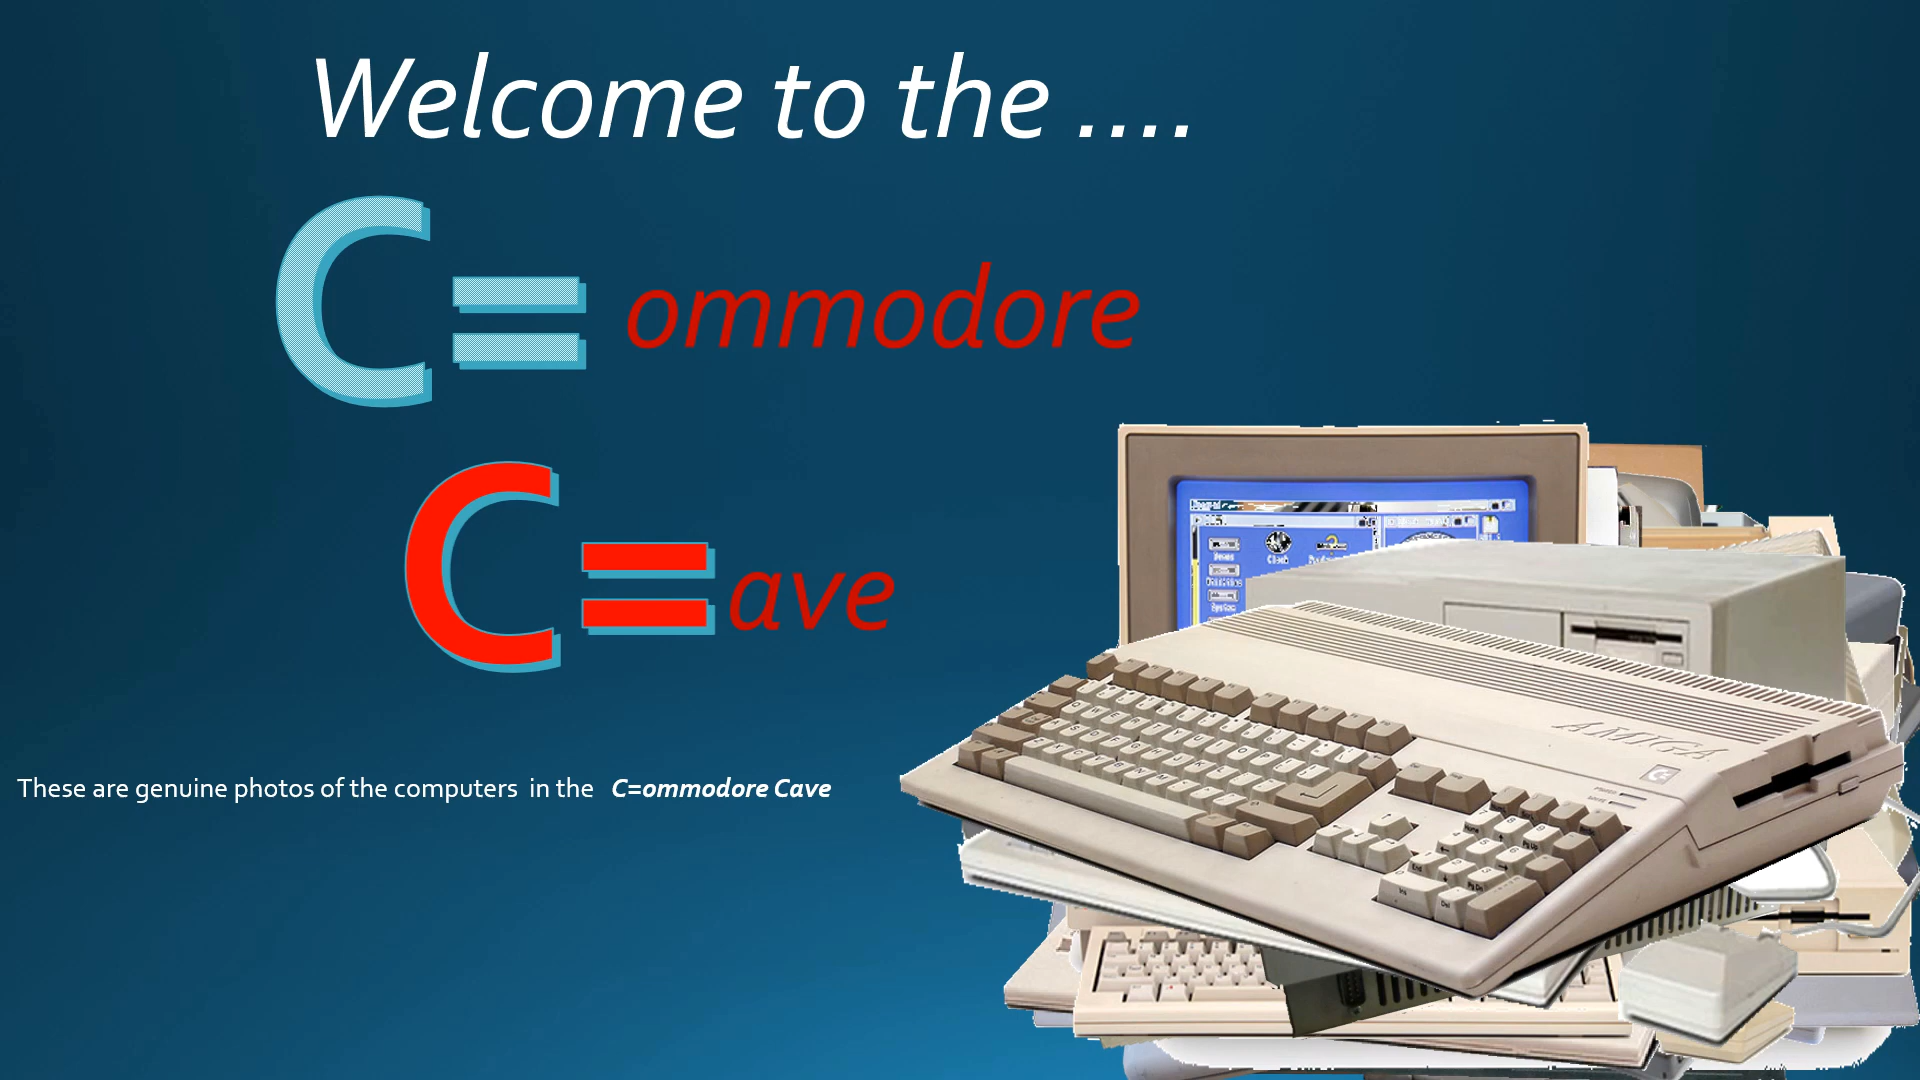 Welcome to the ....
C= ommodore
C= ave
These are genuine photos of the computers in the C=ommodore Cave
AMIGA